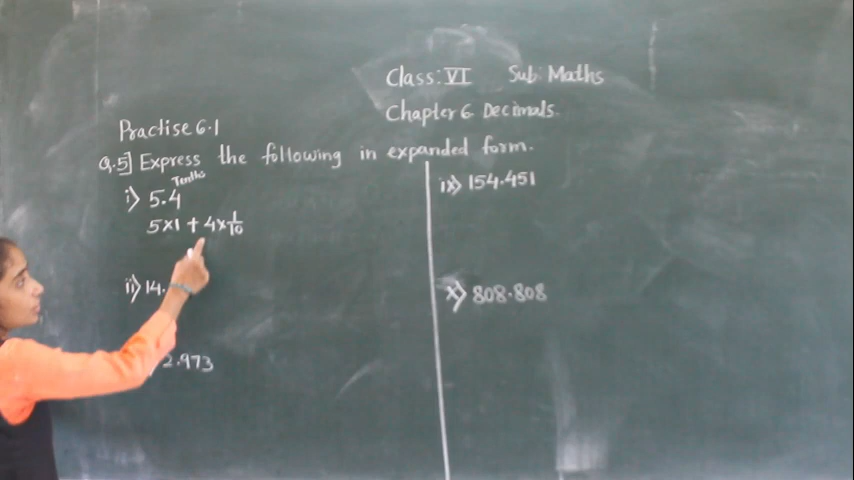 Class: VI Sub: Maths
Chapter 6 Decimals.
Practise 6.1
Q.5] Express the following in expanded form.
Tenths
i) 5.4
5×1 + 4×1/10
ii) 14.
2.973
ix) 154.451
x) 808.808